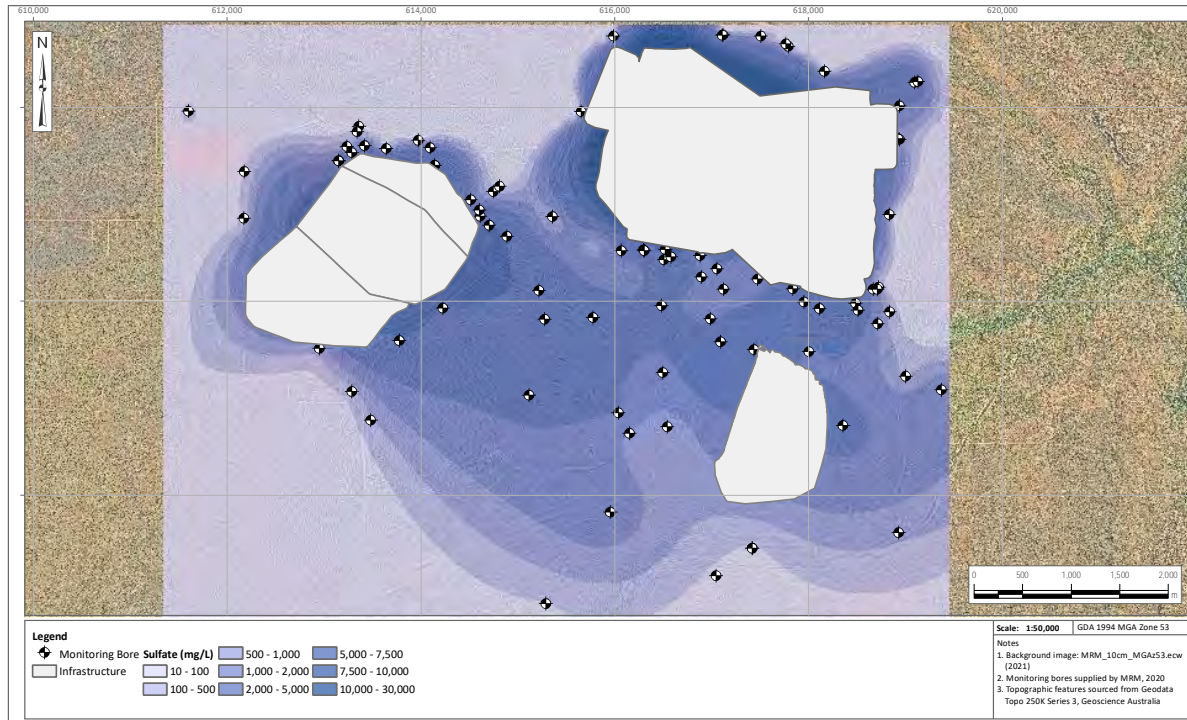 610,000 612,000 614,000 616,000 618,000 620,000
N
0 500 1,000 1,500 2,000
m
Legend
Monitoring Bore
Infrastructure
Sulfate (mg/L)
10 - 100
100 - 500
500 - 1,000
1,000 - 2,000
2,000 - 5,000
5,000 - 7,500
7,500 - 10,000
10,000 - 30,000
Scale: 1:50,000 GDA 1994 MGA Zone 53
Notes
1. Background image: MRM_10cm_MGAz53.ecw
(2021)
2. Monitoring bores supplied by MRM, 2020
3. Topographic features sourced from Geodata
Topo 250K Series 3, Geoscience Australia